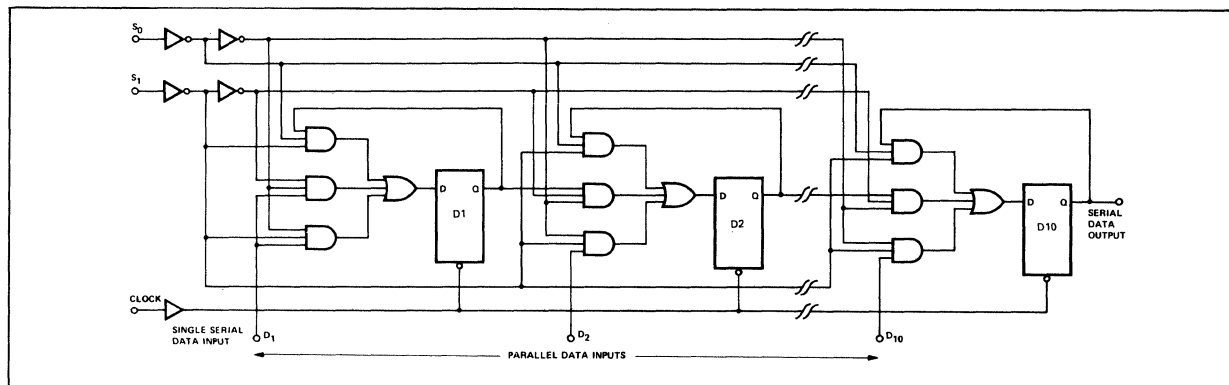 S0
S1
D Q
D1
D Q
D2
D Q
D10
SERIAL
DATA
OUTPUT
CLOCK
SINGLE SERIAL
DATA INPUT
D1
D2
D10
PARALLEL DATA INPUTS